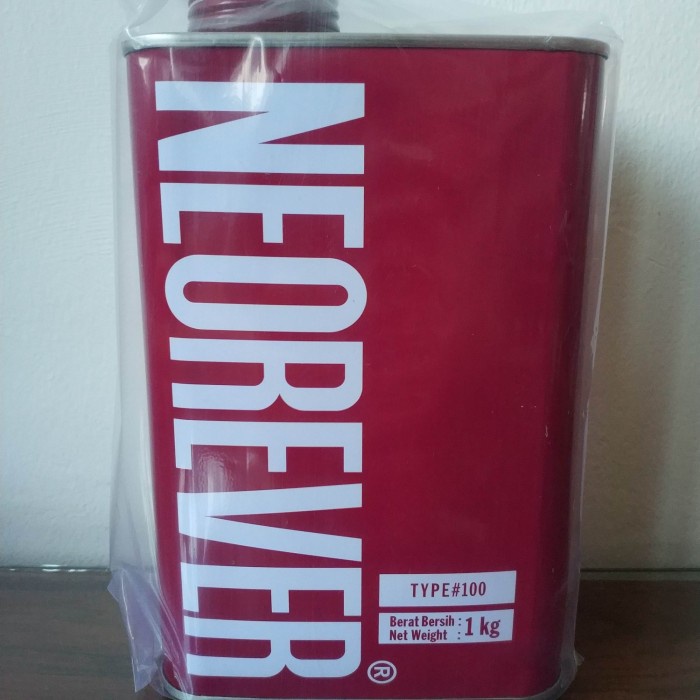 NEOREVER®
TYPE#100
Berat Bersih : 1 kg
Net Weight :